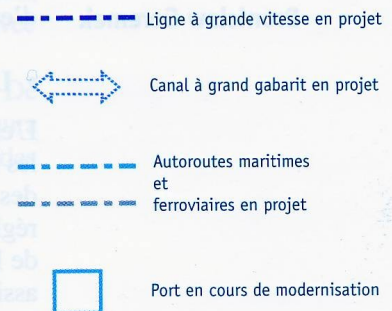 Ligne à grande vitesse en projet
Canal à grand gabarit en projet
Autoroutes maritimes
et
ferroviaires en projet
Port en cours de modernisation